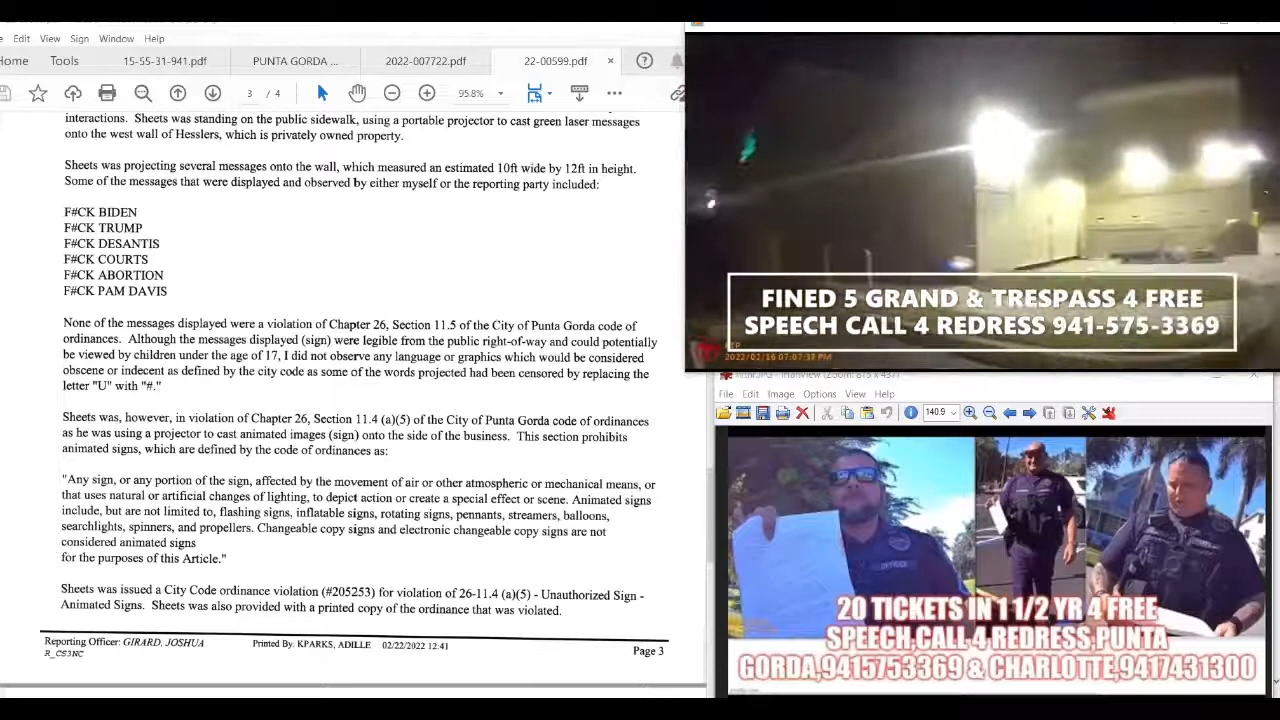 Edit View Sign Window Help
Home Tools 15-55-31-941.pdf PUNTA GORDA ... 2022-007722.pdf 22-00599.pdf ×
3 / 4 95.8%
interactions. Sheets was standing on the public sidewalk, using a portable projector to cast green laser messages
onto the west wall of Hesslers, which is privately owned property.
Sheets was projecting several messages onto the wall, which measured an estimated 10ft wide by 12ft in height.
Some of the messages that were displayed and observed by either myself or the reporting party included:
F#CK BIDEN
F#CK TRUMP
F#CK DESANTIS
F#CK COURTS
F#CK ABORTION
F#CK PAM DAVIS
None of the messages displayed were a violation of Chapter 26, Section 11.5 of the City of Punta Gorda code of
ordinances. Although the messages displayed (sign) were legible from the public right-of-way and could potentially
be viewed by children under the age of 17, I did not observe any language or graphics which would be considered
obscene or indecent as defined by the city code as some of the words projected had been censored by replacing the
letter "U" with "#."
Sheets was, however, in violation of Chapter 26, Section 11.4 (a)(5) of the City of Punta Gorda code of ordinances
as he was using a projector to cast animated images (sign) onto the side of the business. This section prohibits
animated signs, which are defined by the code of ordinances as:
"Any sign, or any portion of the sign, affected by the movement of air or other atmospheric or mechanical means, or
that uses natural or artificial changes of lighting, to depict action or create a special effect or scene. Animated signs
include, but are not limited to, flashing signs, inflatable signs, rotating signs, pennants, streamers, balloons,
searchlights, spinners, and propellers. Changeable copy signs and electronic changeable copy signs are not
considered animated signs
for the purposes of this Article."
Sheets was issued a City Code ordinance violation (#205253) for violation of 26-11.4 (a)(5) - Unauthorized Sign -
Animated Signs. Sheets was also provided with a printed copy of the ordinance that was violated.
Reporting Officer: GIRARD, JOSHUA Printed By: KPARKS, ADILLE 02/22/2022 12:41
R_CS3NC
Page 3
FINED 5 GRAND & TRESPASS 4 FREE
SPEECH CALL 4 REDRESS 941-575-3369
2022/02/16 07:07:37 PM
File Edit Image Options View Help
140.9
20 TICKETS IN 1 1/2 YR 4 FREE
SPEECH,CALL 4 REDRESS,PUNTA
GORDA,9415753369 & CHARLOTTE,9417431300